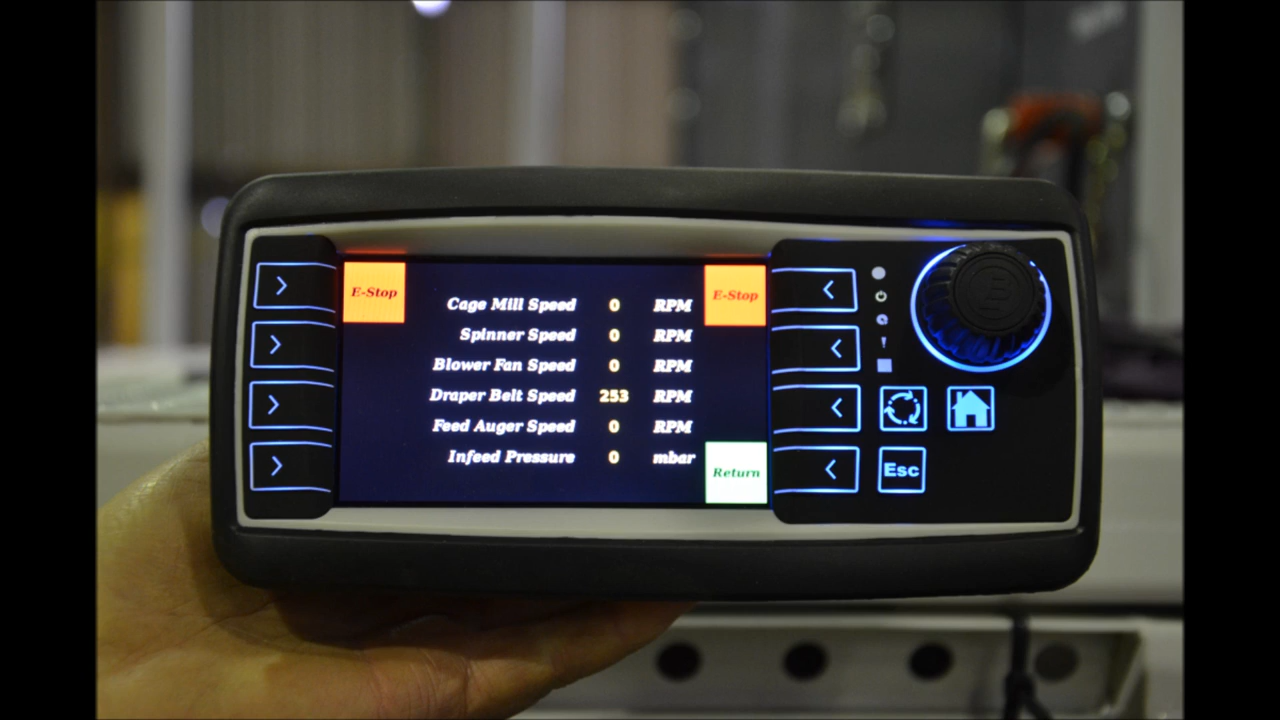 E-Stop
E-Stop
Cage Mill Speed 0 RPM
Spinner Speed 0 RPM
Blower Fan Speed 0 RPM
Draper Belt Speed 253 RPM
Feed Auger Speed 0 RPM
Infeed Pressure 0 mbar
Return
Esc